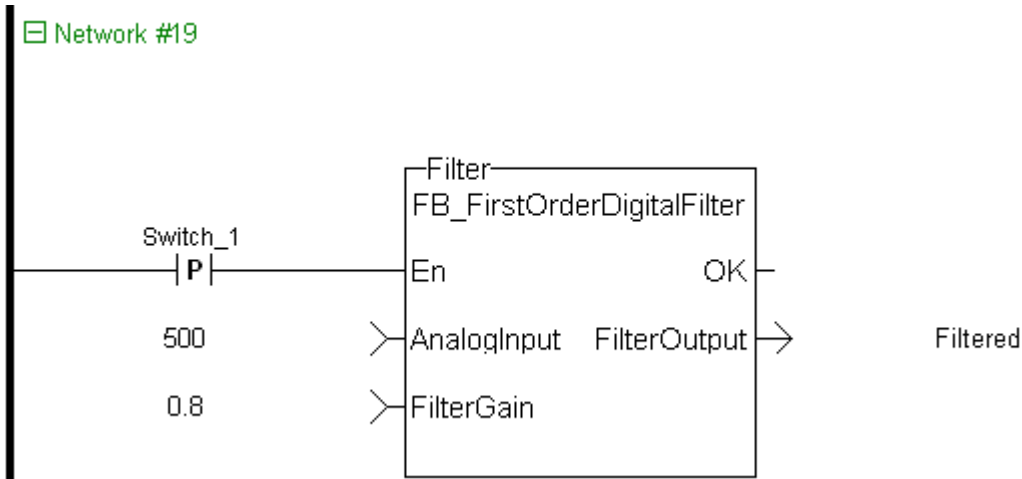 Network #19
Filter
FB_FirstOrderDigitalFilter
Switch_1
P
En OK
500 AnalogInput FilterOutput Filtered
0.8 FilterGain